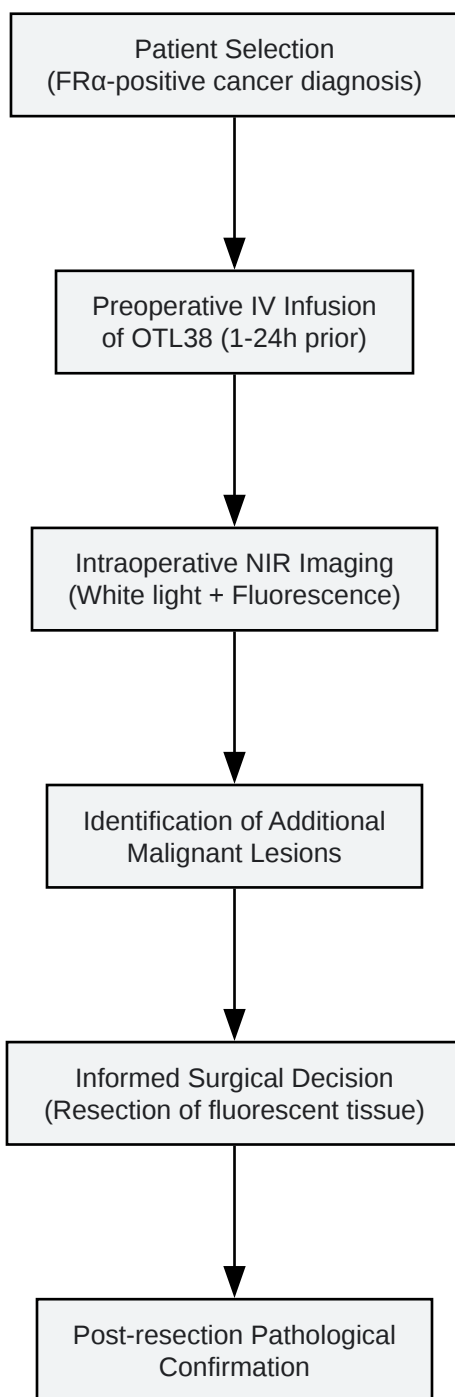 Patient Selection
(FRα-positive cancer diagnosis)
Preoperative IV Infusion
of OTL38 (1-24h prior)
Intraoperative NIR Imaging
(White light + Fluorescence)
Identification of Additional
Malignant Lesions
Informed Surgical Decision
(Resection of fluorescent tissue)
Post-resection Pathological
Confirmation